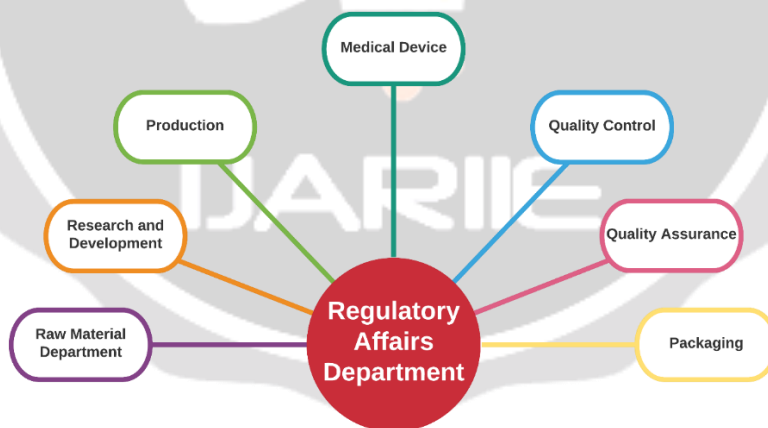 Medical Device
Production
Quality Control
Research and
Development
Quality Assurance
Raw Material
Department
Regulatory
Affairs
Department
Packaging
IJARIIE